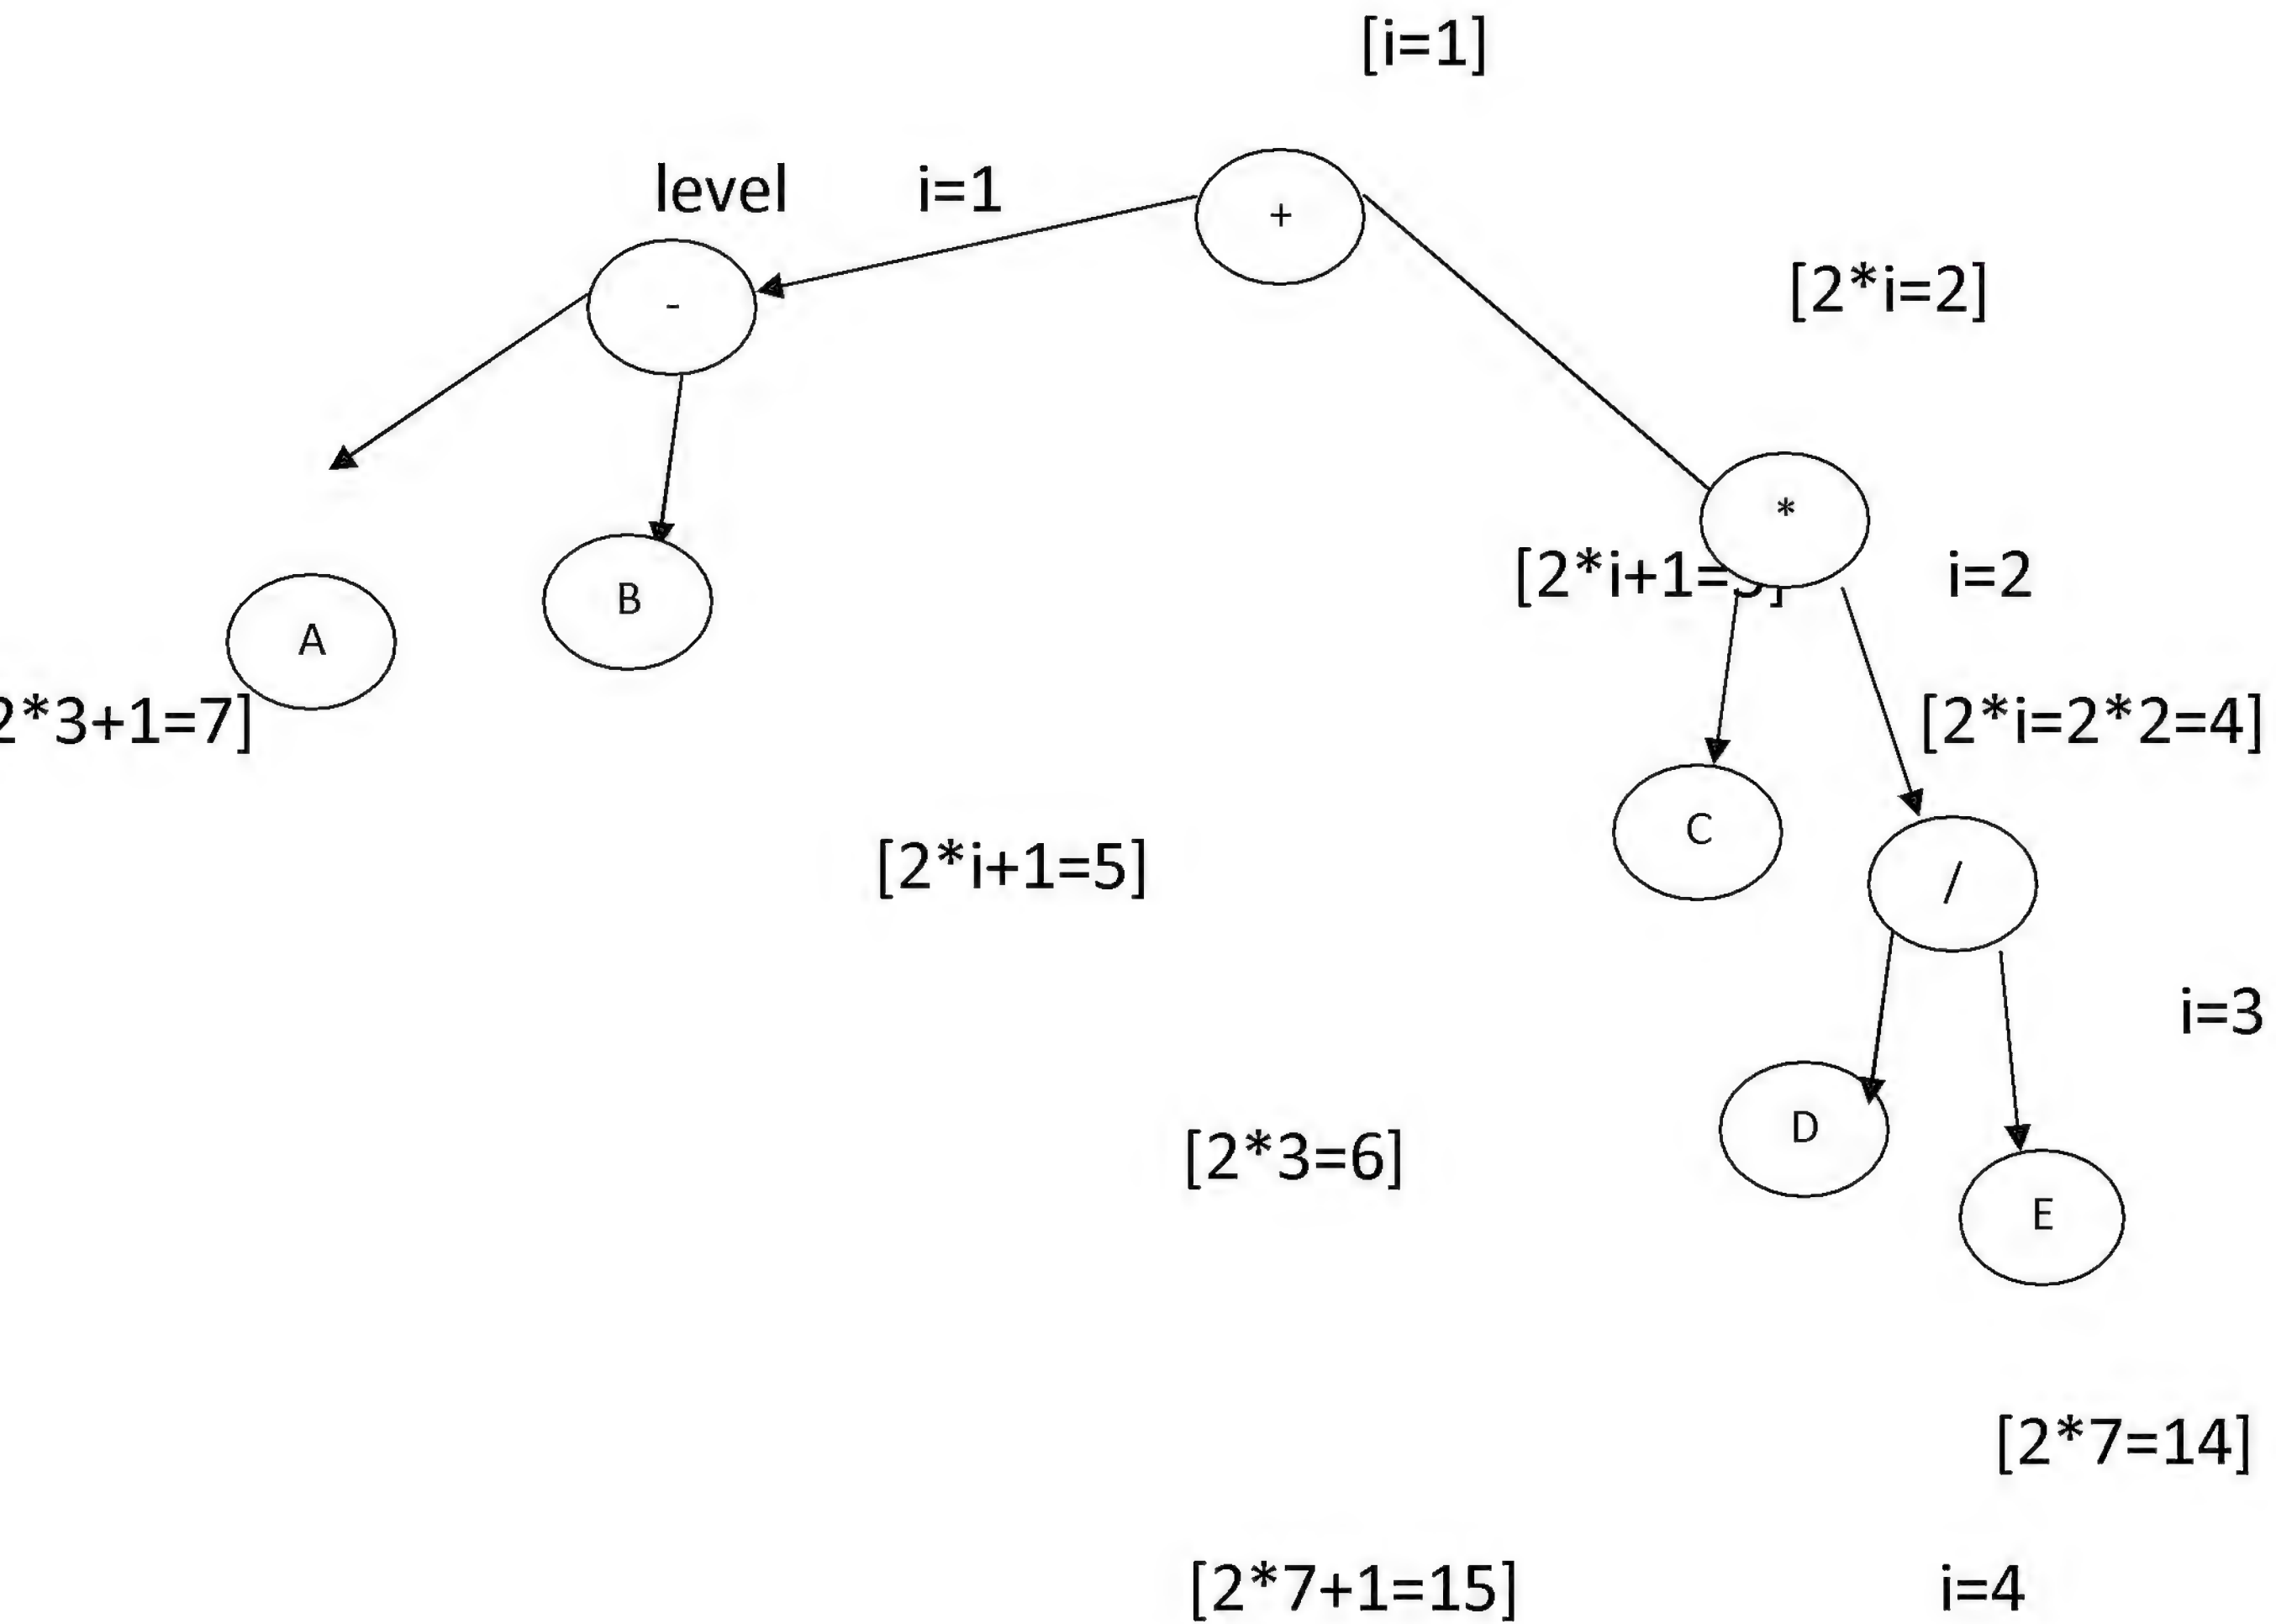 [i=1]
level i=1
+
[2*i=2]
-
*
[2*i+1= i=2
B
A
2*3+1=7]
[2*i=2*2=4]
C
[2*i+1=5]
/
i=3
D
[2*3=6]
E
[2*7=14]
[2*7+1=15] i=4